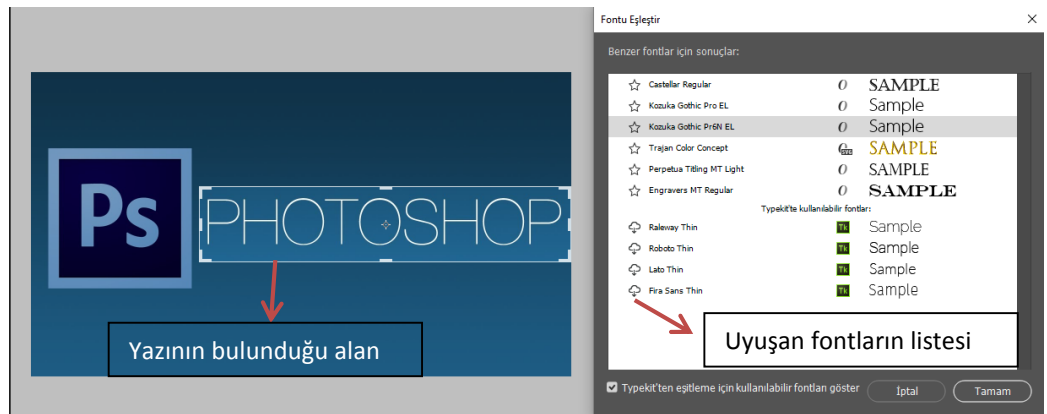 Fontu Eşleştir
Benzer fontlar için sonuçlar:
Castellar Regular O SAMPLE
Kozuka Gothic Pro EL O Sample
Kozuka Gothic Pr6N EL O Sample
Trajan Color Concept SAMPLE
Perpetua Titling MT Light O SAMPLE
Engravers MT Regular O SAMPLE
Typekit'te kullanılabilir fontlar:
Raleway Thin Tk Sample
Roboto Thin Tk Sample
Lato Thin Tk Sample
Fira Sans Thin Tk Sample
Ps
PHOTOSHOP
Yazının bulunduğu alan
Uyuşan fontların listesi
Typekit'ten eşitleme için kullanılabilir fontları göster
İptal
Tamam